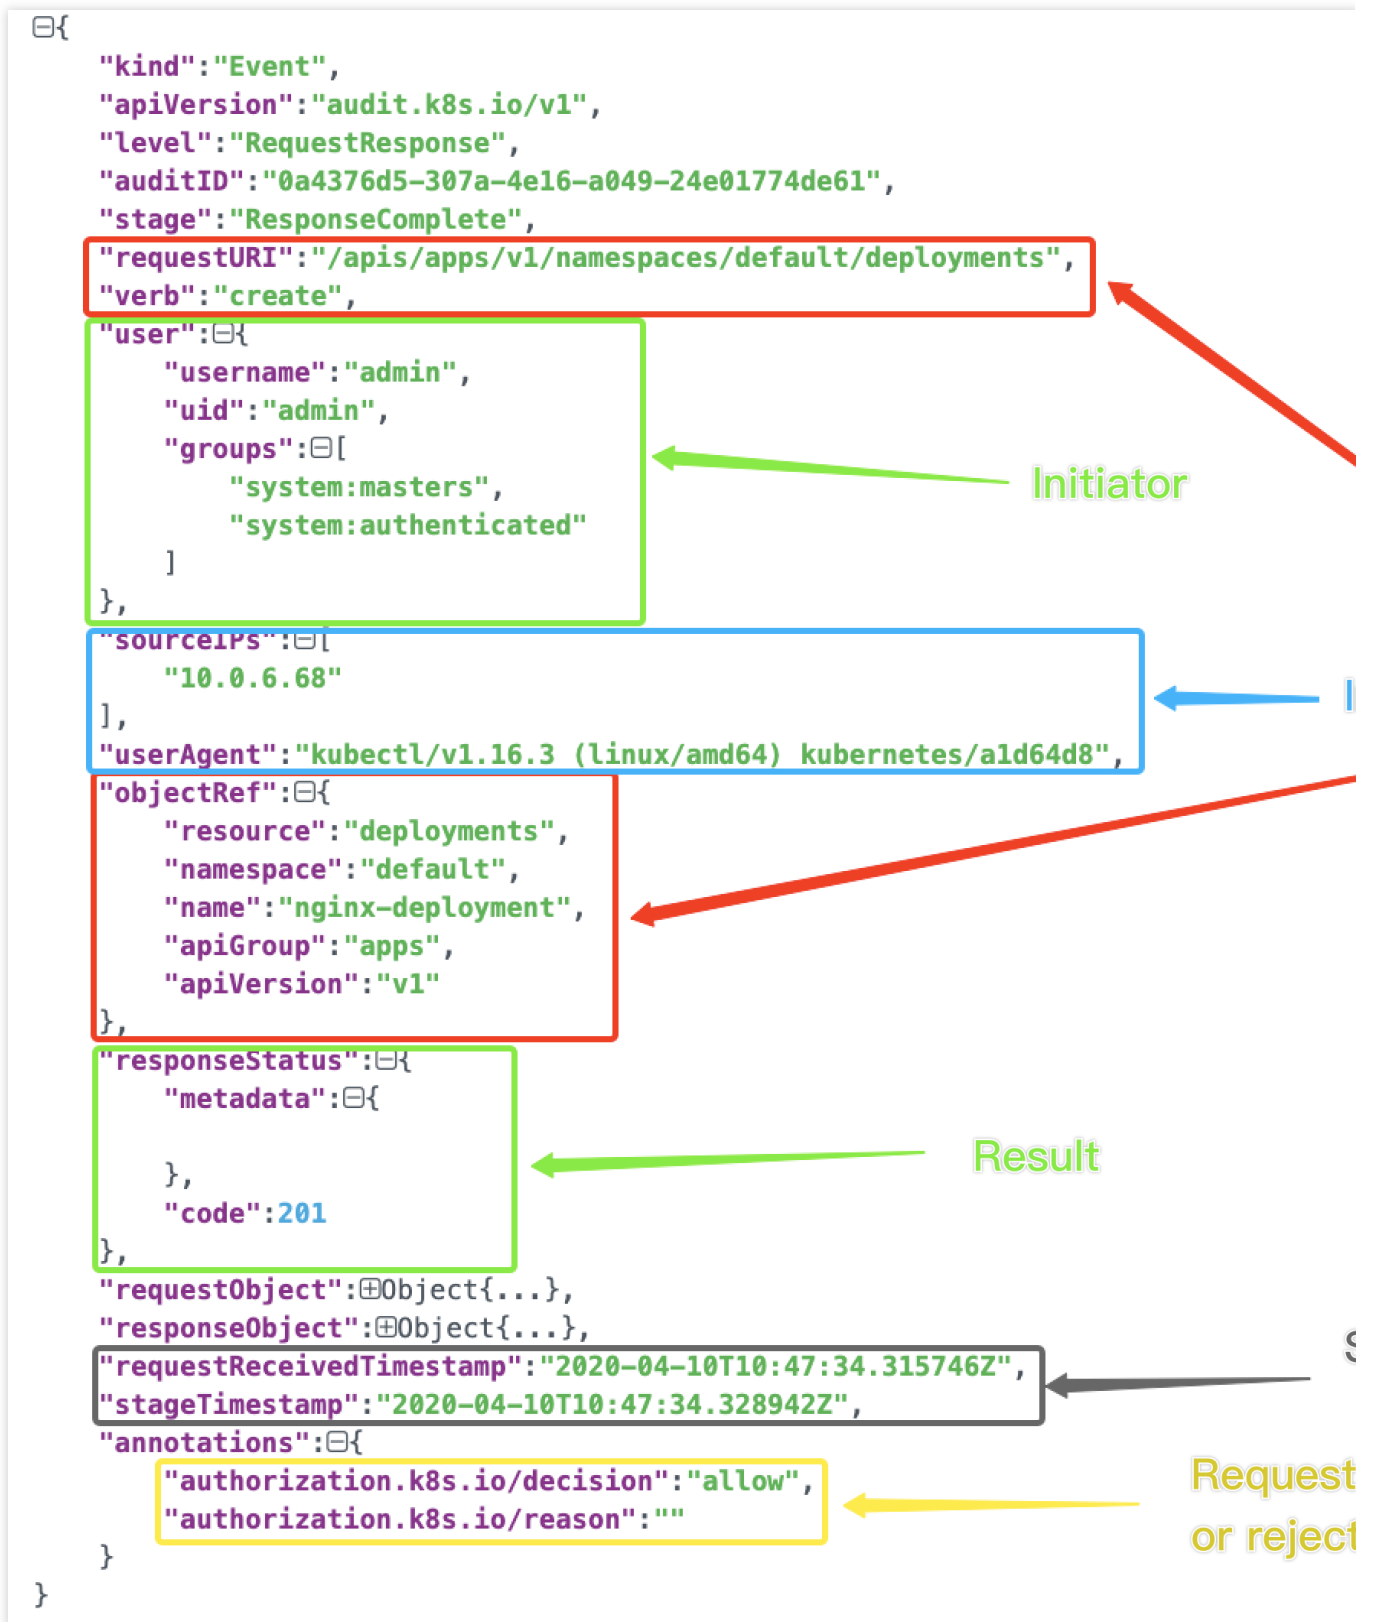 {
"kind":"Event",
"apiVersion":"audit.k8s.io/v1",
"level":"RequestResponse",
"auditID":"0a4376d5-307a-4e16-a049-24e01774de61",
"stage":"ResponseComplete",
"requestURI":"/apis/apps/v1/namespaces/default/deployments",
"verb":"create",
"user":{
"username":"admin",
"uid":"admin",
"groups":[
Initiator
"system:masters",
"system:authenticated"
]
},
"sourceIPs":[
"10.0.6.68"
],
"userAgent":"kubectl/v1.16.3 (linux/amd64) kubernetes/a1d64d8",
"objectRef":{
"resource":"deployments",
"namespace":"default",
"name":"nginx-deployment",
"apiGroup":"apps",
"apiVersion":"v1"
},
"responseStatus":{
"metadata":{
Result
},
"code":201
},
"requestObject":Object{...},
"responseObject":Object{...},
"requestReceivedTimestamp":"2020-04-10T10:47:34.315746Z",
"stageTimestamp":"2020-04-10T10:47:34.328942Z",
"annotations":{
"authorization.k8s.io/decision":"allow",
"authorization.k8s.io/reason":""
Request
or reject
}
}